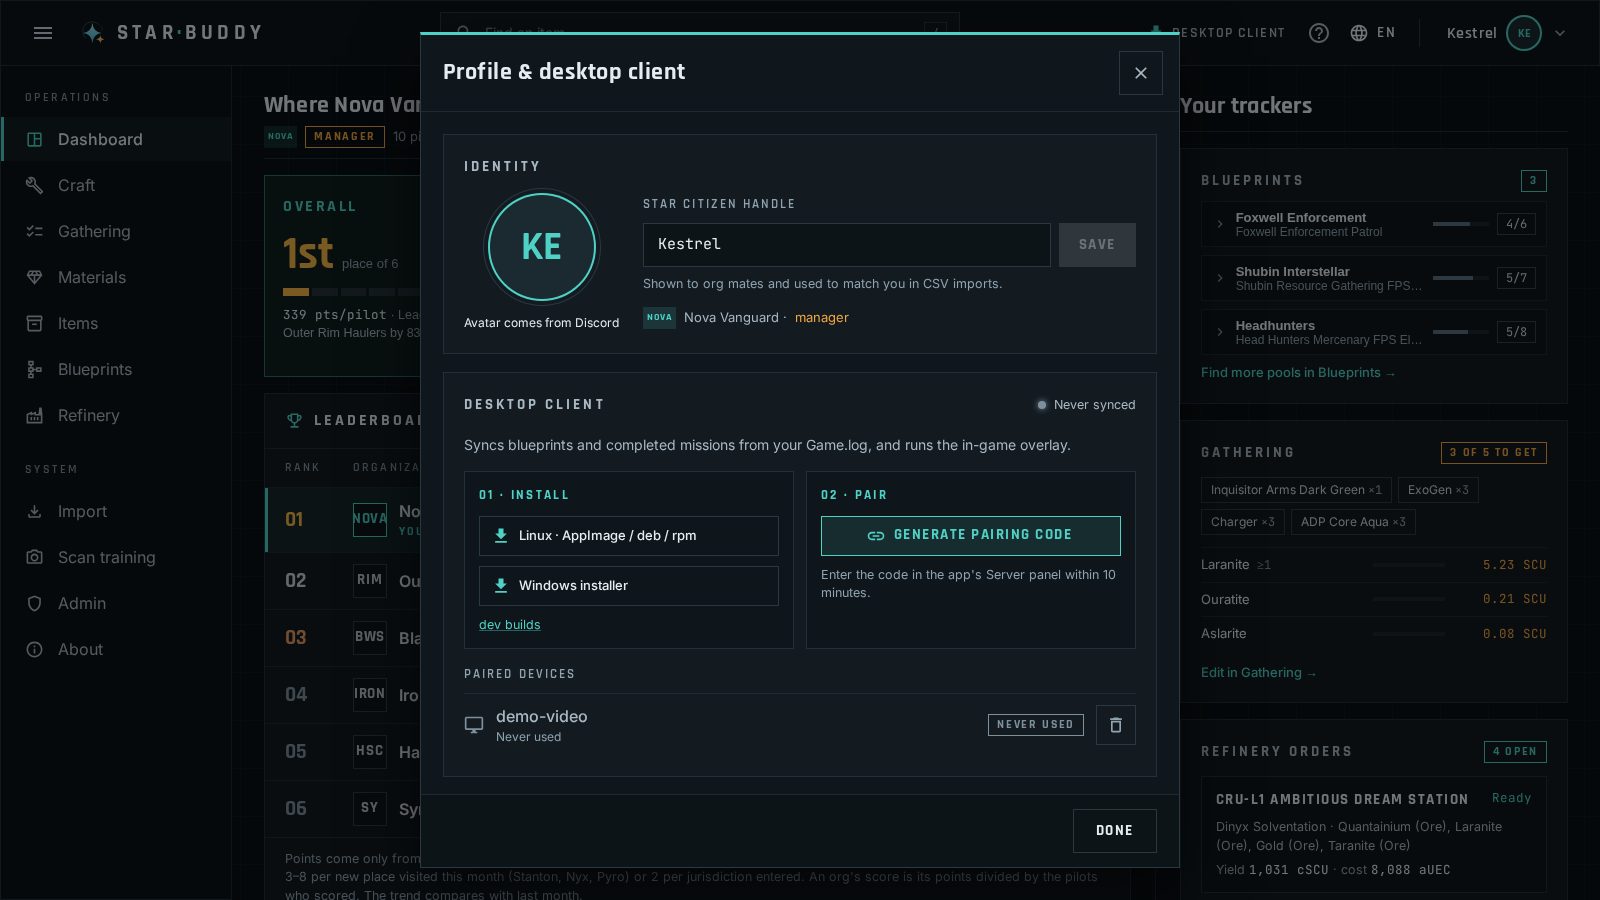 STAR·BUDDY
Find an item
/
DESKTOP CLIENT
EN
Kestrel
KE
OPERATIONS
Dashboard
Craft
Gathering
Materials
Items
Blueprints
Refinery
SYSTEM
Import
Scan training
Admin
About
Where Nova
NOVA
MANAGER
10
OVERALL
1st place of 6
339 pts/pilot ·
Outer Rim Haulers by
LEADERBOA
RANK
01
NOVA
02
RIM
03
BWS
04
IRON
05
HSC
06
SY
Points come only from
3–8 per new place visited this month (Stanton, Nyx, Pyro) or 2 per jurisdiction entered. An org's score is its points divided by the pilots
who scored. The trend compares with last month.
Profile & desktop client
IDENTITY
KE
Avatar comes from Discord
STAR CITIZEN HANDLE
Kestrel
SAVE
Shown to org mates and used to match you in CSV imports.
NOVA Nova Vanguard · manager
DESKTOP CLIENT
Never synced
Syncs blueprints and completed missions from your Game.log, and runs the in-game overlay.
01 · INSTALL
Linux · AppImage / deb / rpm
Windows installer
dev builds
02 · PAIR
GENERATE PAIRING CODE
Enter the code in the app's Server panel within 10
minutes.
PAIRED DEVICES
demo-video
Never used
NEVER USED
DONE
Your trackers
BLUEPRINTS
3
Foxwell Enforcement
Foxwell Enforcement Patrol
4/6
Shubin Interstellar
Shubin Resource Gathering FPS...
5/7
Headhunters
Head Hunters Mercenary FPS El...
5/8
Find more pools in Blueprints →
GATHERING
3 OF 5 TO GET
Inquisitor Arms Dark Green ×1
ExoGen ×3
Charger ×3
ADP Core Aqua ×3
Laranite ≥1
5.23 SCU
Ouratite
0.21 SCU
Aslarite
0.08 SCU
Edit in Gathering →
REFINERY ORDERS
4 OPEN
CRU-L1 AMBITIOUS DREAM STATION
Ready
Dinyx Solventation · Quantainium (Ore), Laranite
(Ore), Gold (Ore), Taranite (Ore)
Yield 1,031 cSCU · cost 8,088 aUEC